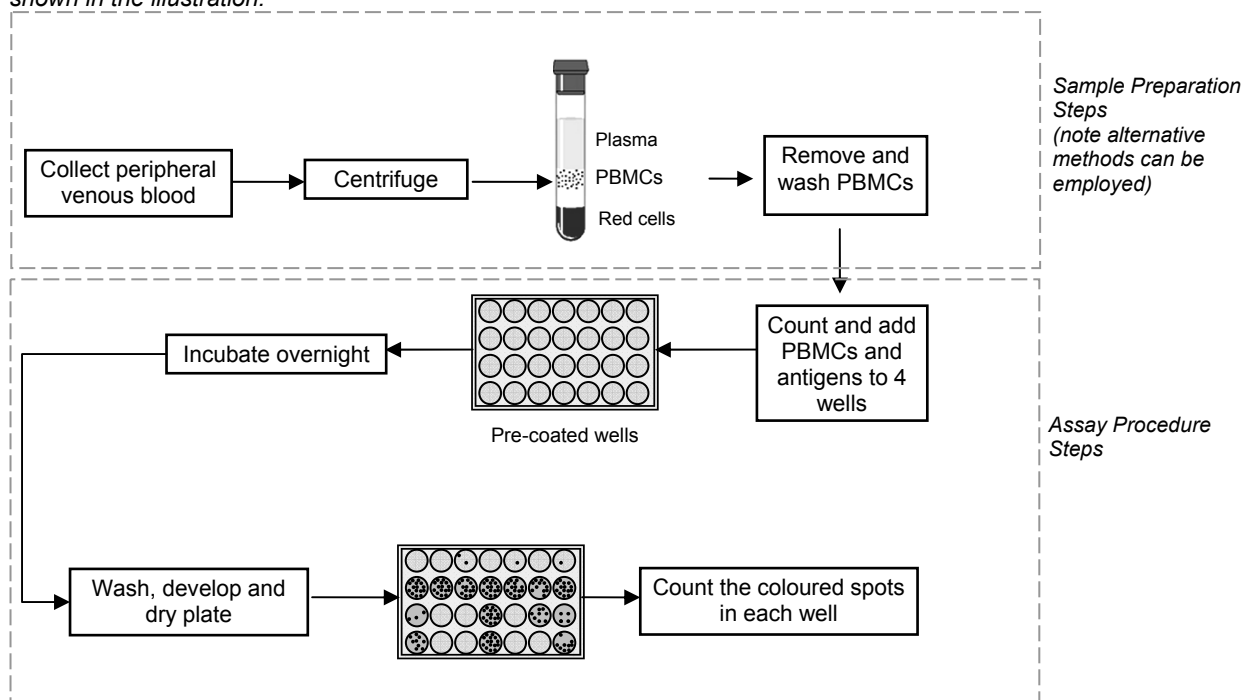 shown in the illustration.
Collect peripheral
venous blood
Centrifuge
Plasma
PBMCs
Red cells
Remove and
wash PBMCs
Sample Preparation
Steps
(note alternative
methods can be
employed)
Count and add
PBMCs and
antigens to 4
wells
Pre-coated wells
Incubate overnight
Assay Procedure
Steps
Wash, develop and
dry plate
Count the coloured spots
in each well